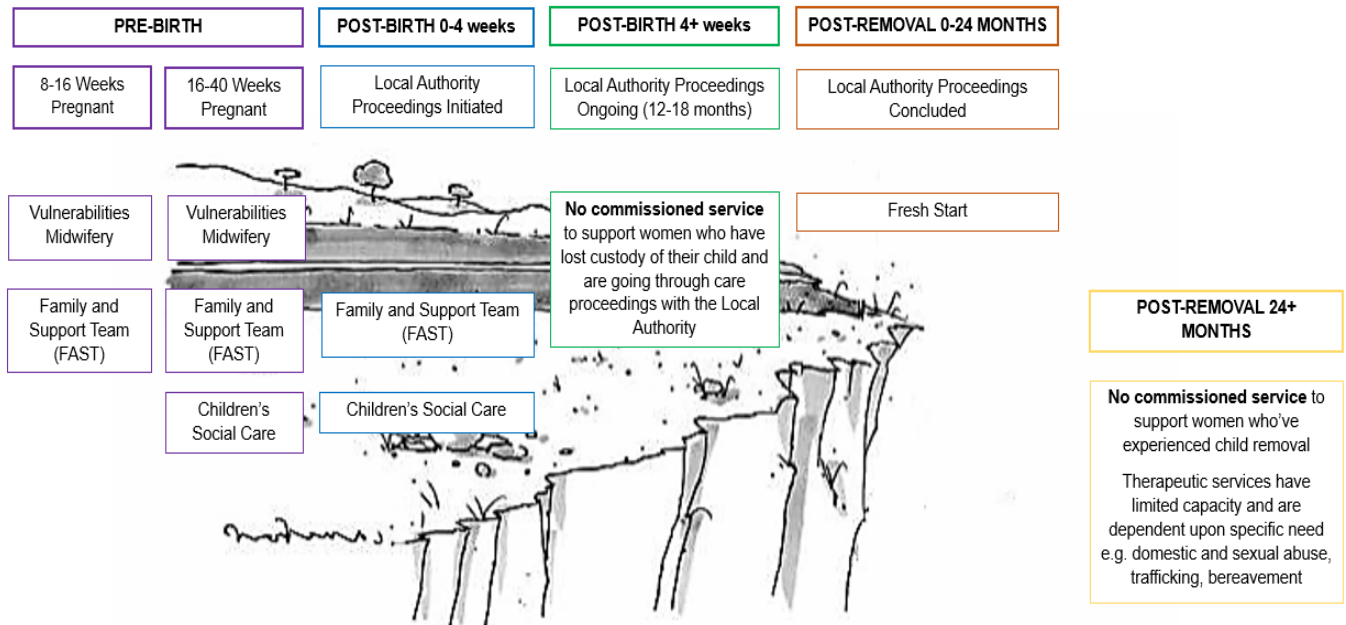 PRE-BIRTH
POST-BIRTH 0-4 weeks
POST-BIRTH 4+ weeks
POST-REMOVAL 0-24 MONTHS
8-16 Weeks
Pregnant
16-40 Weeks
Pregnant
Local Authority
Proceedings Initiated
Local Authority Proceedings
Ongoing (12-18 months)
Local Authority Proceedings
Concluded
Vulnerabilities
Midwifery
Vulnerabilities
Midwifery
No commissioned service
to support women who have
lost custody of their child and
are going through care
proceedings with the Local
Authority
Fresh Start
Family and
Support Team
(FAST)
Family and
Support Team
(FAST)
Family and Support Team
(FAST)
POST-REMOVAL 24+
MONTHS
Children's
Social Care
Children's Social Care
No commissioned service to
support women who've
experienced child removal
Therapeutic services have
limited capacity and are
dependent upon specific need
e.g. domestic and sexual abuse,
trafficking, bereavement